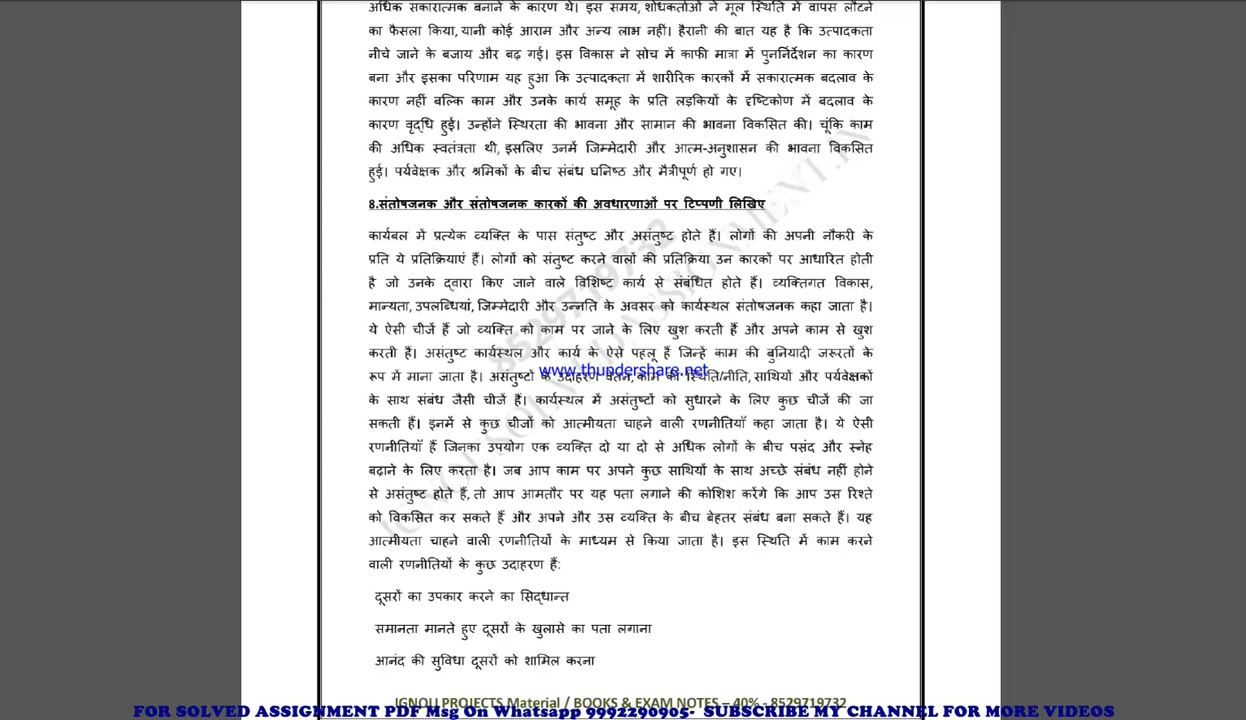 अधिक सकारात्मक बनाने के कारण थे। इस समय, शोधकर्ताओं ने मूल स्थिति में वापस लौटने
का फैसला किया, यानी कोई आराम और अन्य लाभ नहीं। हैरानी की बात यह है कि उत्पादकता
नीचे जाने के बजाय और बढ़ गई। इस विकास ने सोच में काफी मात्रा में पुनर्निर्देशन का कारण
बना और इसका परिणाम यह हुआ कि उत्पादकता में शारीरिक कारकों में सकारात्मक बदलाव के
कारण नहीं बल्कि काम और उनके कार्य समूह के प्रति लड़कियों के दृष्टिकोण में बदलाव के
कारण वृद्धि हुई। उन्होंने स्थिरता की भावना और सामान की भावना विकसित की। चूंकि काम
की अधिक स्वतंत्रता थी, इसलिए उनमें जिम्मेदारी और आत्म-अनुशासन की भावना विकसित
हुई। पर्यवेक्षक और श्रमिकों के बीच संबंध घनिष्ठ और मैत्रीपूर्ण हो गए।
8.संतोषजनक और संतोषजनक कारकों की अवधारणाओं पर टिप्पणी लिखिए
कार्यबल में प्रत्येक व्यक्ति के पास संतुष्ट और असंतुष्ट होते हैं। लोगों की अपनी नौकरी के
प्रति ये प्रतिक्रियाएं हैं। लोगों को संतुष्ट करने वालों की प्रतिक्रिया उन कारकों पर आधारित होती
है जो उनके द्वारा किए जाने वाले विशिष्ट कार्य से संबंधित होते हैं। व्यक्तिगत विकास,
मान्यता, उपलब्धियां, जिम्मेदारी और उन्नति के अवसर को कार्यस्थल संतोषजनक कहा जाता है।
ये ऐसी चीजें हैं जो व्यक्ति को काम पर जाने के लिए खुश करती हैं और अपने काम से खुश
करती हैं। असंतुष्ट कार्यस्थल और कार्य के ऐसे पहलू हैं जिन्हें काम की बुनियादी जरूरतों के
www.thundershare.net
रूप में माना जाता है। असंतुष्टों के उदाहरण वेतन, काम की स्थिति/नीति, साथियों और पर्यवेक्षकों
के साथ संबंध जैसी चीजें हैं। कार्यस्थल में असंतुष्टों को सुधारने के लिए कुछ चीजें की जा
सकती हैं। इनमें से कुछ चीजों को आत्मीयता चाहने वाली रणनीतियाँ कहा जाता है। ये ऐसी
रणनीतियाँ हैं जिनका उपयोग एक व्यक्ति दो या दो से अधिक लोगों के बीच पसंद और स्नेह
बढ़ाने के लिए करता है। जब आप काम पर अपने कुछ साथियों के साथ अच्छे संबंध नहीं होने
से असंतुष्ट होते हैं, तो आप आमतौर पर यह पता लगाने की कोशिश करेंगे कि आप उस रिश्ते
को विकसित कर सकते हैं और अपने और उस व्यक्ति के बीच बेहतर संबंध बना सकते हैं। यह
आत्मीयता चाहने वाली रणनीतियों के माध्यम से किया जाता है। इस स्थिति में काम करने
वाली रणनीतियों के कुछ उदाहरण हैं:
दूसरों का उपकार करने का सिद्धान्त
समानता मानते हुए दूसरों के खुलासे का पता लगाना
आनंद की सुविधा दूसरों को शामिल करना
8529719732
IGNOU SOLVED ASSIGNMENT.IN
IGNOU PROJECTS Material / BOOKS & EXAM NOTES – 40% - 8529719732
FOR SOLVED ASSIGNMENT PDF Msg On Whatsapp 9992290905- SUBSCRIBE MY CHANNEL FOR MORE VIDEOS